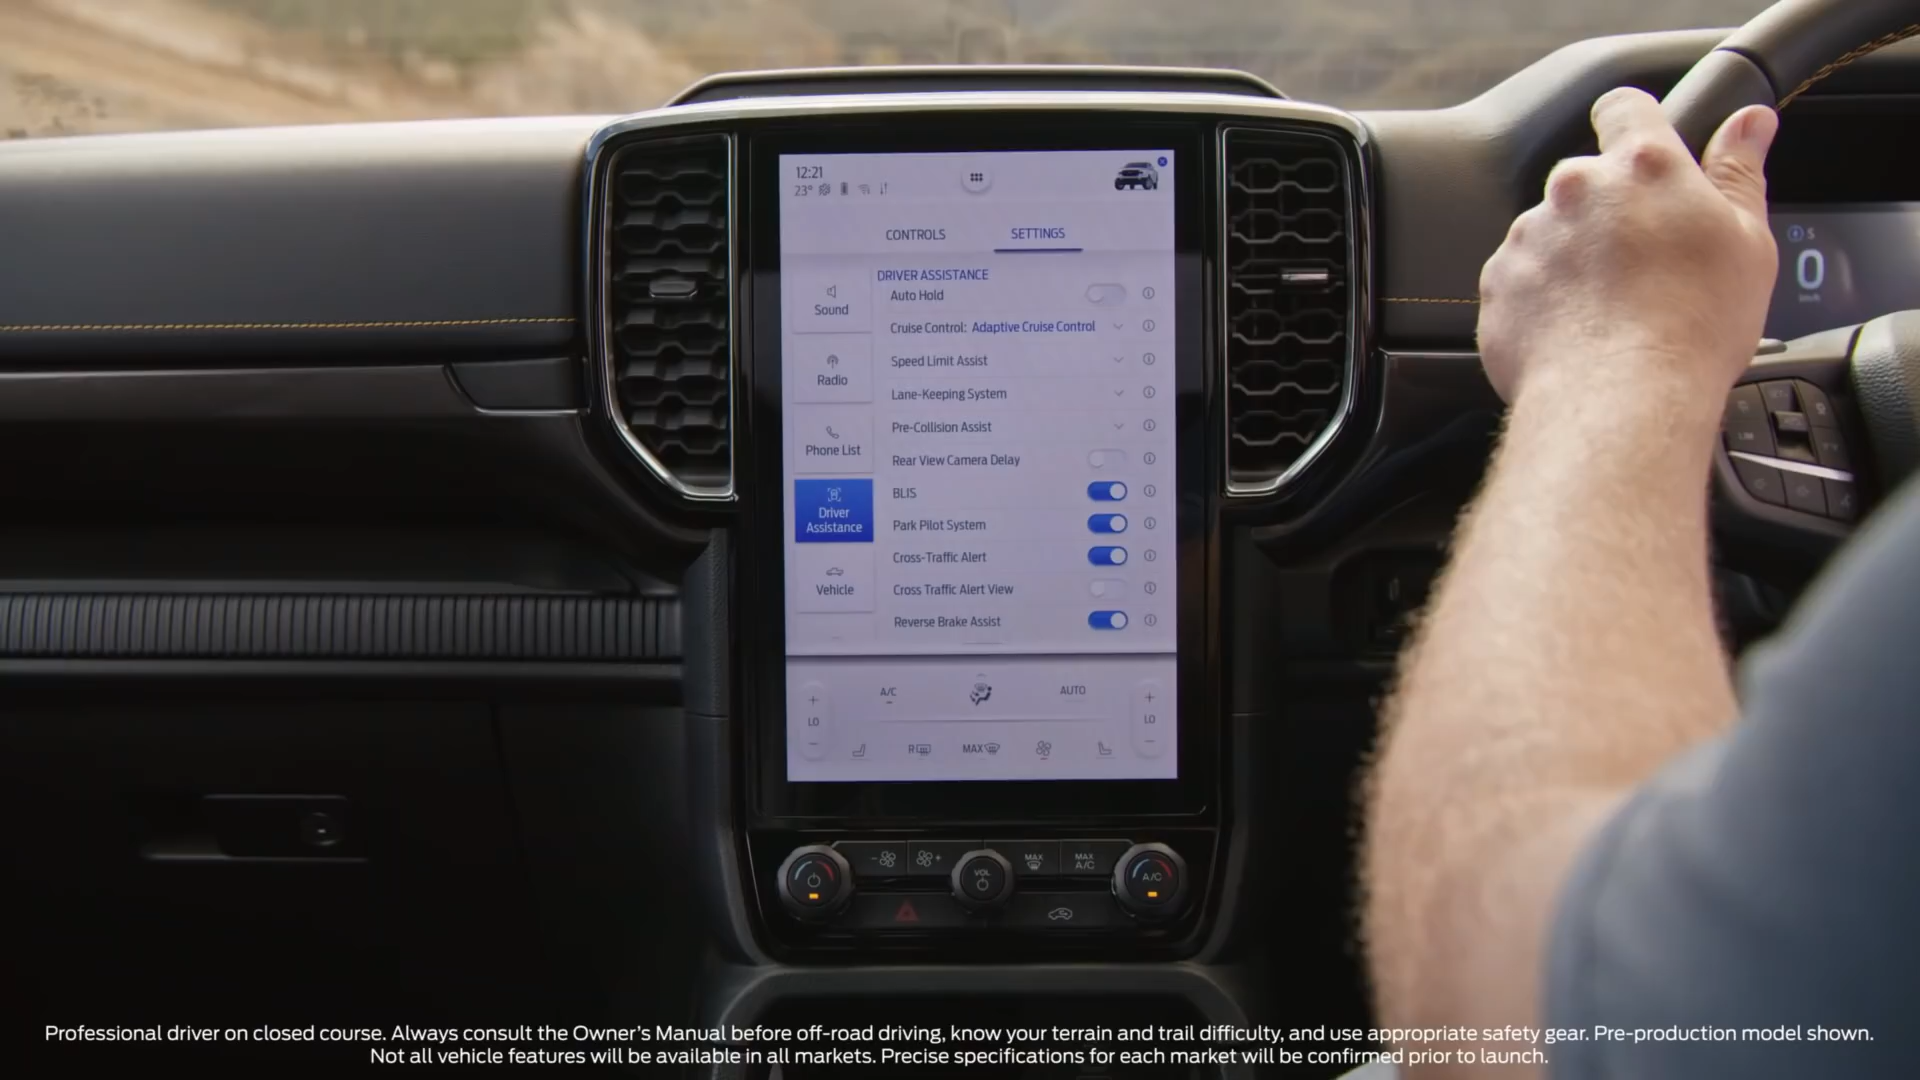 12:21
23°
CONTROLS
SETTINGS
DRIVER ASSISTANCE
Sound
Radio
Phone List
Driver
Assistance
Vehicle
Auto Hold
Cruise Control: Adaptive Cruise Control
Speed Limit Assist
Lane-Keeping System
Pre-Collision Assist
Rear View Camera Delay
BLIS
Park Pilot System
Cross-Traffic Alert
Cross Traffic Alert View
Reverse Brake Assist
+
LO
−
A/C
AUTO
+
LO
−
R
MAX
S
0
km/h
LIM
-
+
VOL
MAX
MAX
A/C
A/C
Professional driver on closed course. Always consult the Owner's Manual before off-road driving, know your terrain and trail difficulty, and use appropriate safety gear. Pre-production model shown.
Not all vehicle features will be available in all markets. Precise specifications for each market will be confirmed prior to launch.